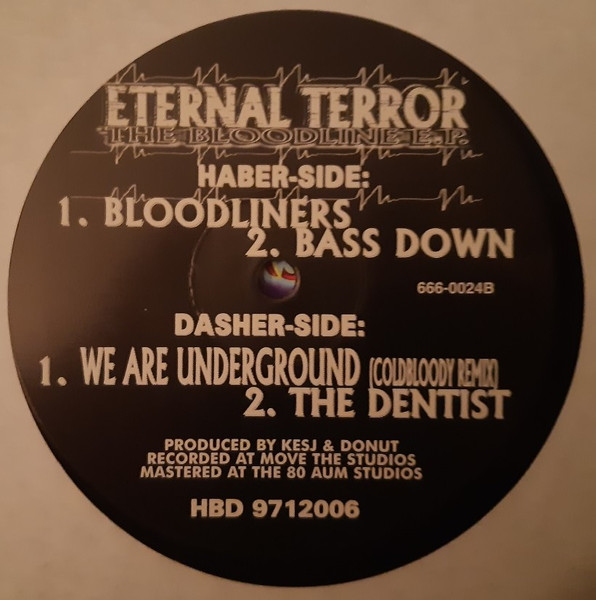 ETERNAL TERROR
THE BLOODLINE E.P.
HABER-SIDE:
1. BLOODLINERS
2. BASS DOWN
666-0024B
DASHER-SIDE:
1. WE ARE UNDERGROUND (COLDBLOODY REMIX)
2. THE DENTIST
PRODUCED BY KESJ & DONUT
RECORDED AT MOVE THE STUDIOS
MASTERED AT THE 80 AUM STUDIOS
HBD 9712006